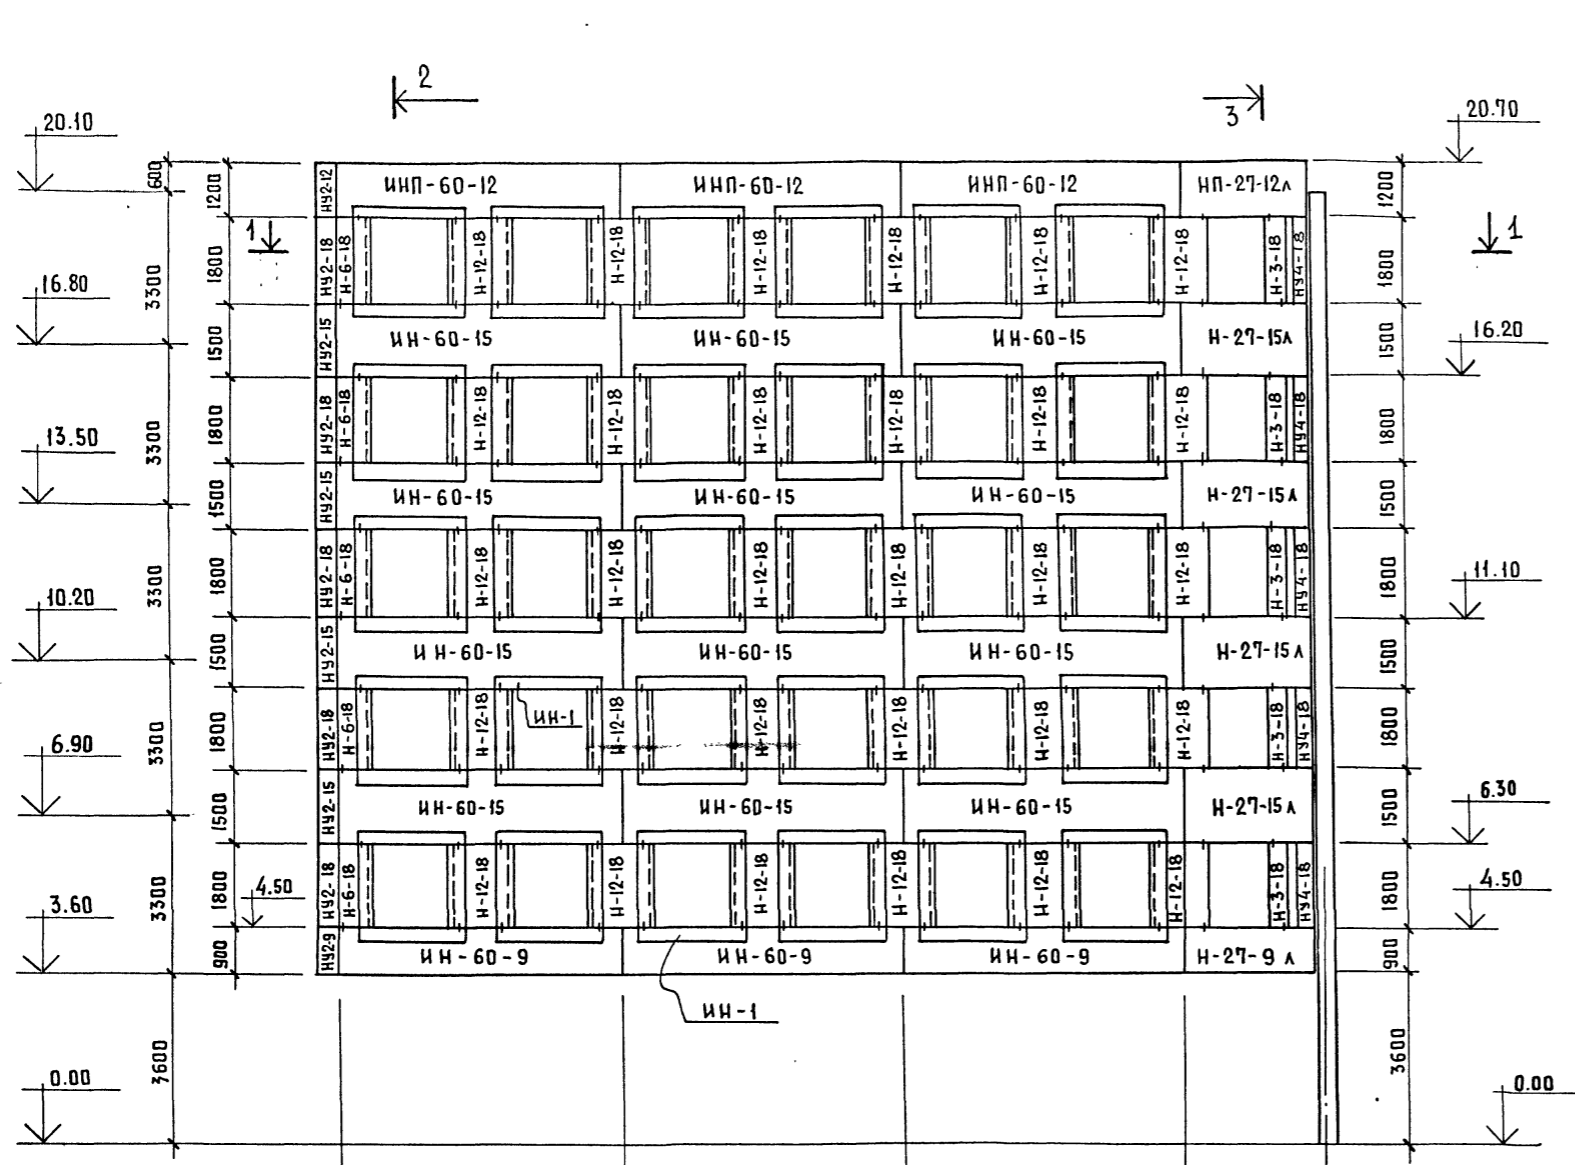 2
3
20.10
20.70
600
1200
НУ2-12
ИНП-60-12
ИНП-60-12
ИНП-60-12
НП-27-12Л
1200
1
1
3300
1800
НУ2-18
Н-6-18
Н-12-18
Н-12-18
Н-12-18
Н-12-18
Н-12-18
Н-12-18
Н-3-18
НУ4-18
1800
16.80
16.20
1500
НУ2-15
ИН-60-15
ИН-60-15
ИН-60-15
Н-27-15Л
1500
3300
1800
НУ2-18
Н-6-18
Н-12-18
Н-12-18
Н-12-18
Н-12-18
Н-12-18
Н-12-18
Н-3-18
НУ4-18
1800
13.50
1500
НУ2-15
ИН-60-15
ИН-60-15
ИН-60-15
Н-27-15Л
1500
3300
1800
НУ2-18
Н-6-18
Н-12-18
Н-12-18
Н-12-18
Н-12-18
Н-12-18
Н-12-18
Н-3-18
НУ4-18
1800
11.10
10.20
1500
НУ2-15
ИН-60-15
ИН-60-15
ИН-60-15
Н-27-15Л
1500
3300
1800
НУ2-18
Н-6-18
Н-12-18
ИН-1
Н-12-18
Н-12-18
Н-12-18
Н-12-18
Н-12-18
Н-3-18
НУ4-18
1800
6.90
6.30
1500
НУ2-15
ИН-60-15
ИН-60-15
ИН-60-15
Н-27-15Л
1500
3300
1800
4.50
НУ2-18
Н-6-18
Н-12-18
Н-12-18
Н-12-18
Н-12-18
Н-12-18
Н-12-18
Н-3-18
НУ4-18
1800
4.50
3.60
900
НУ2-9
ИН-60-9
ИН-60-9
ИН-60-9
Н-27-9Л
900
ИН-1
3600
3600
0.00
0.00